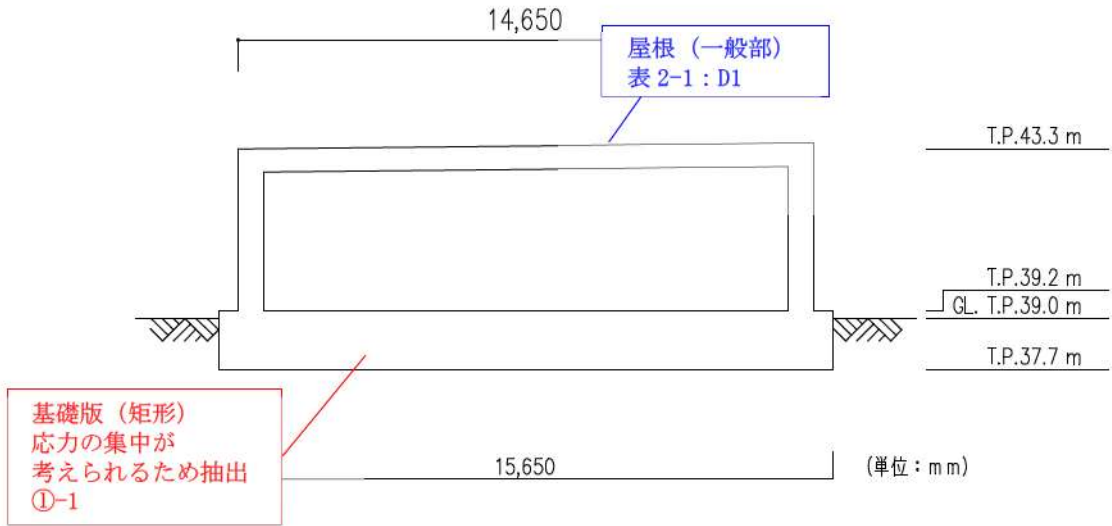 14,650
屋根（一般部）
表 2-1：D1
T.P.43.3 m
T.P.39.2 m
GL. T.P.39.0 m
T.P.37.7 m
基礎版（矩形）
応力の集中が
考えられるため抽出
①-1
15,650
(単位：mm)